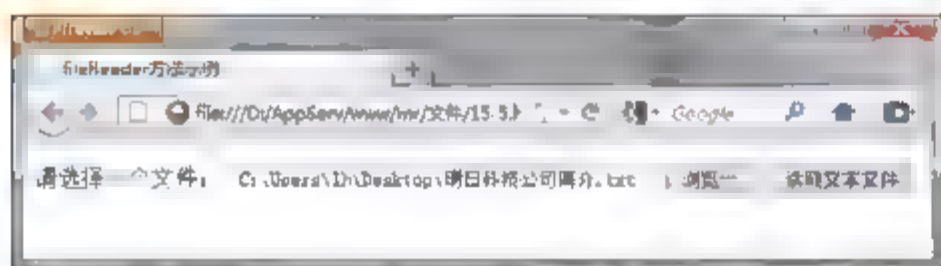 fileReader方法示例
file:///D:/AppServ/www/mr/文件/15-5.h Google
请选择一个文件: C:\Users\Desktop\明日科技公司简介.txt 浏览… 读取文本文件